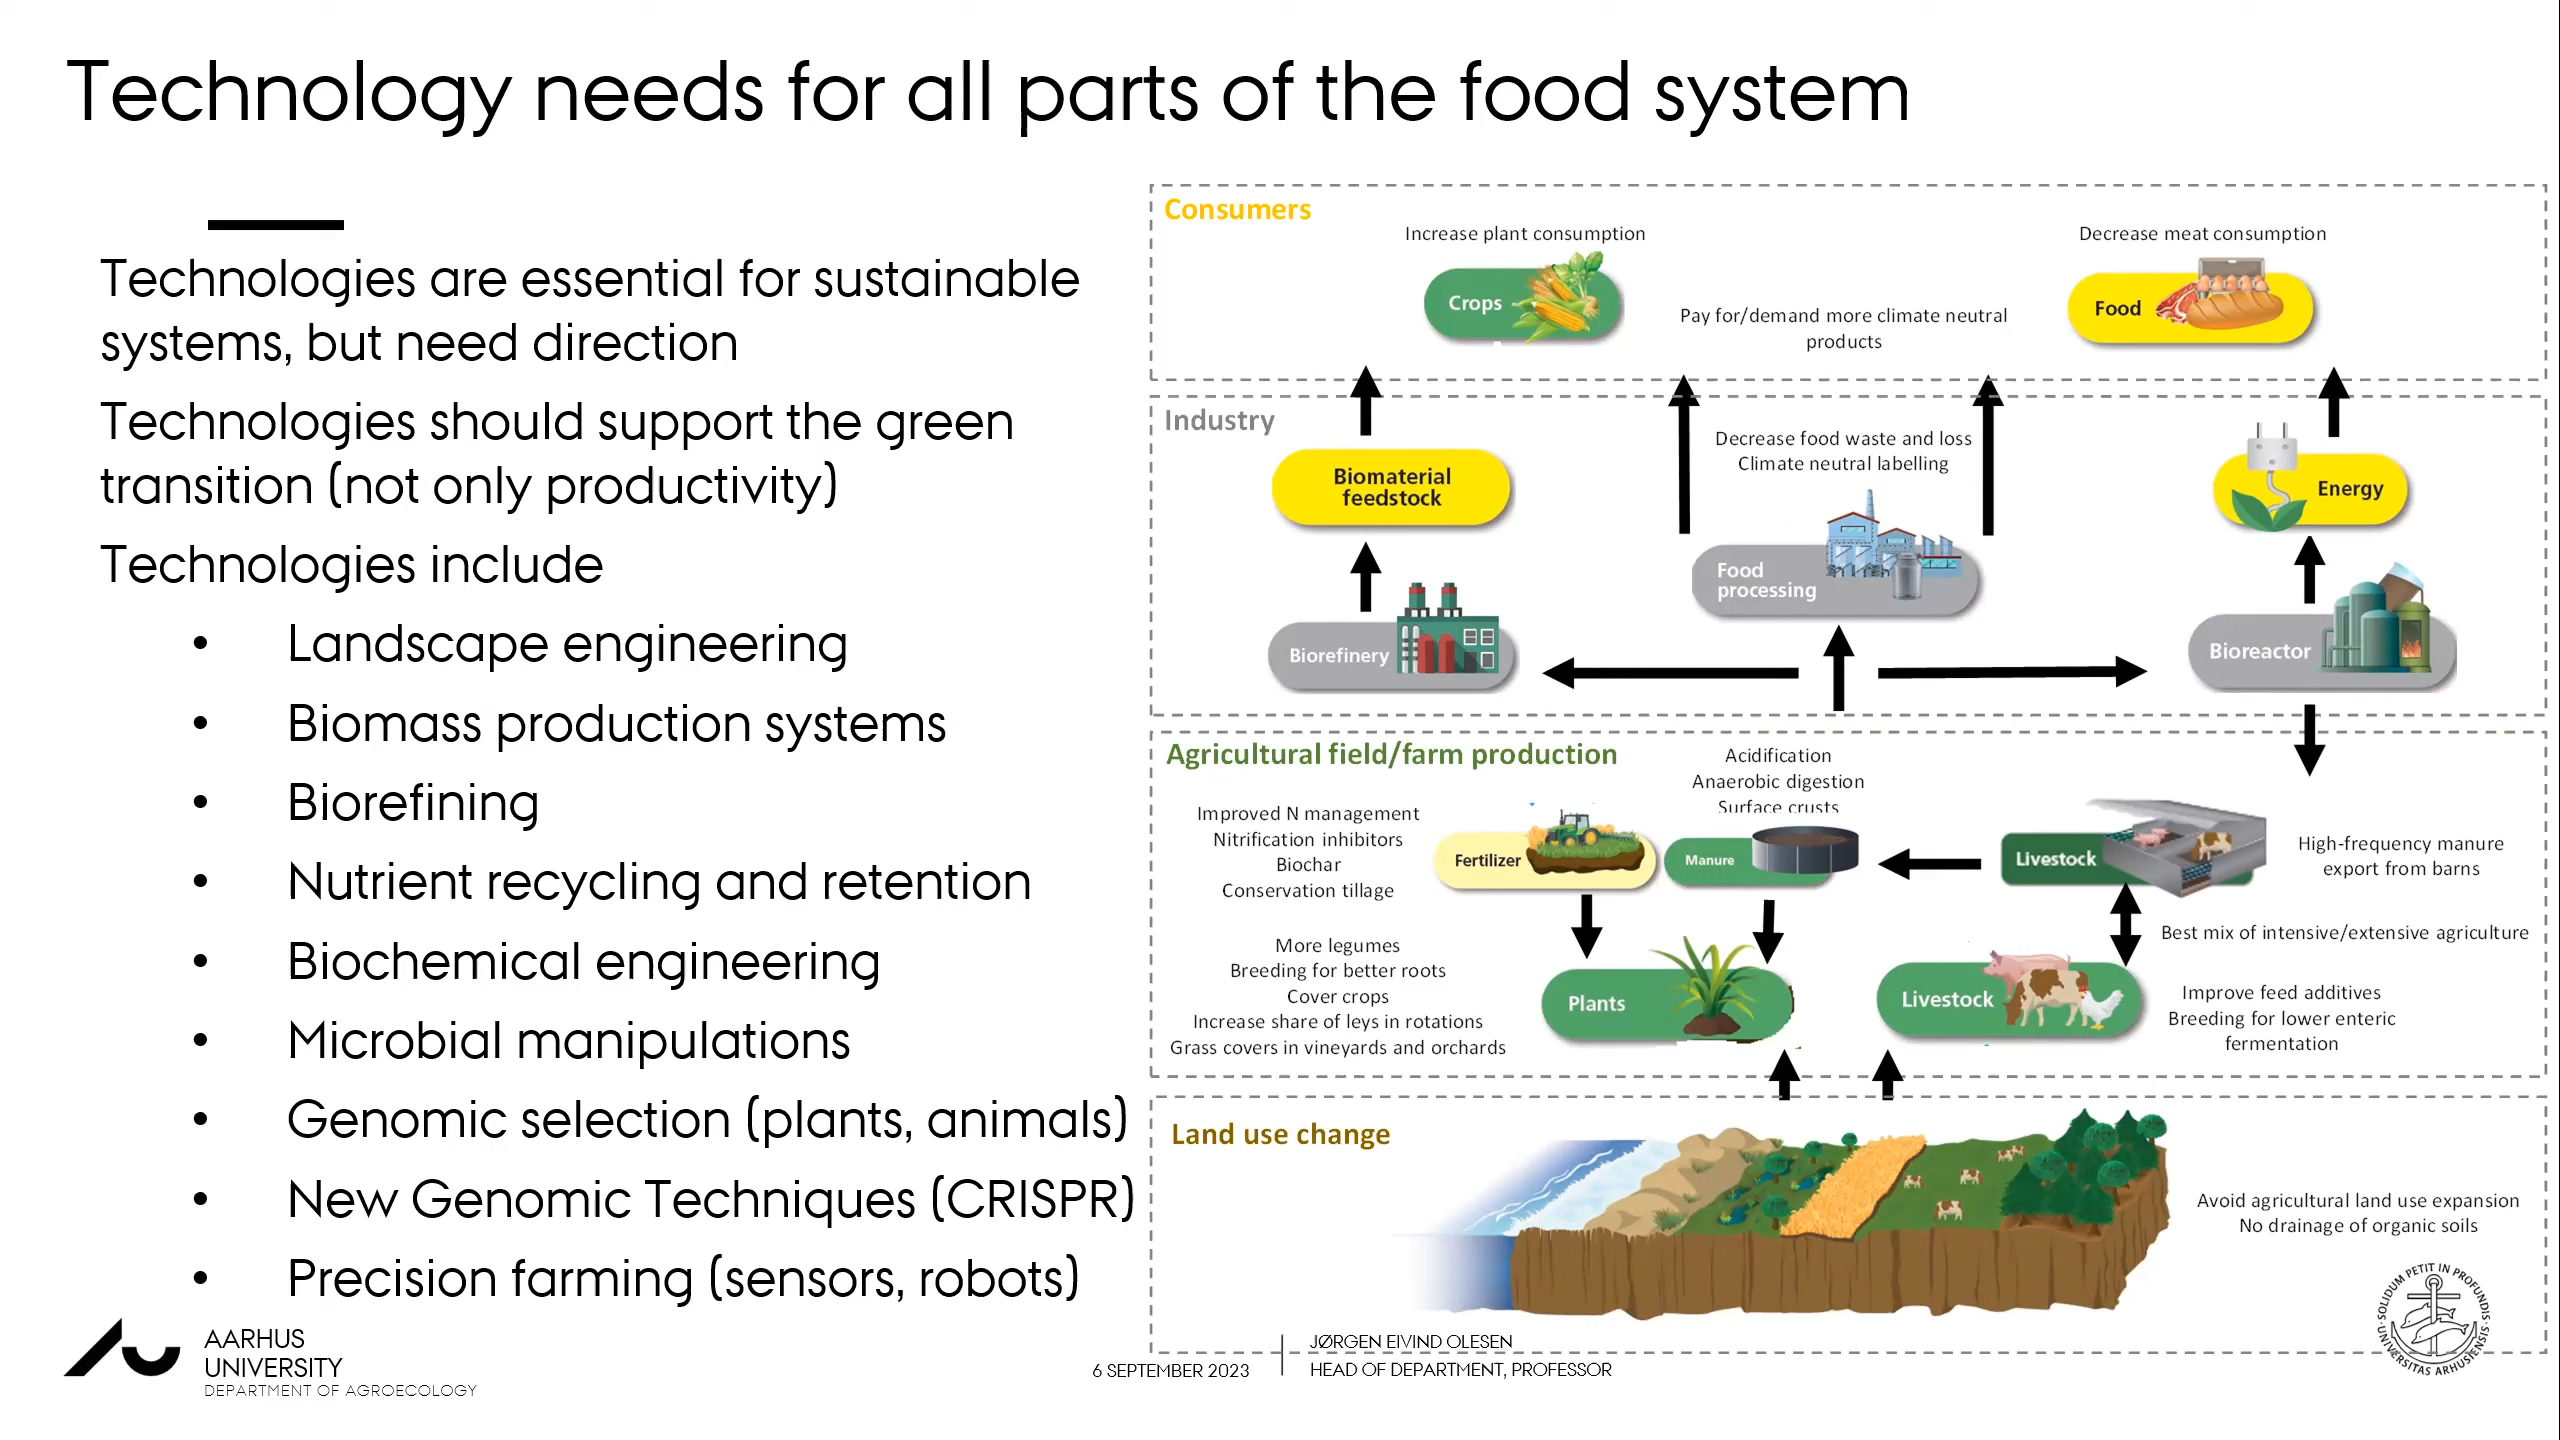 Technology needs for all parts of the food system
Technologies are essential for sustainable
systems, but need direction
Technologies should support the green
transition (not only productivity)
Technologies include
• Landscape engineering
• Biomass production systems
• Biorefining
• Nutrient recycling and retention
• Biochemical engineering
• Microbial manipulations
• Genomic selection (plants, animals)
• New Genomic Techniques (CRISPR)
• Precision farming (sensors, robots)
Consumers
Increase plant consumption
Decrease meat consumption
Crops
Pay for/demand more climate neutral
products
Food
Industry
Decrease food waste and loss
Climate neutral labelling
Biomaterial
feedstock
Energy
Food
processing
Biorefinery
Bioreactor
Agricultural field/farm production
Acidification
Anaerobic digestion
Surface crusts
Improved N management
Nitrification inhibitors
Biochar
Conservation tillage
Fertilizer
Manure
Livestock
High-frequency manure
export from barns
Best mix of intensive/extensive agriculture
More legumes
Breeding for better roots
Cover crops
Increase share of leys in rotations
Grass covers in vineyards and orchards
Plants
Livestock
Improve feed additives
Breeding for lower enteric
fermentation
Land use change
Avoid agricultural land use expansion
No drainage of organic soils
AARHUS
UNIVERSITY
DEPARTMENT OF AGROECOLOGY
6 SEPTEMBER 2023
JØRGEN EIVIND OLESEN
HEAD OF DEPARTMENT, PROFESSOR
SOLIDUM PETIT IN PROFUNDIS
UNIVERSITAS ARHUSIENSIS